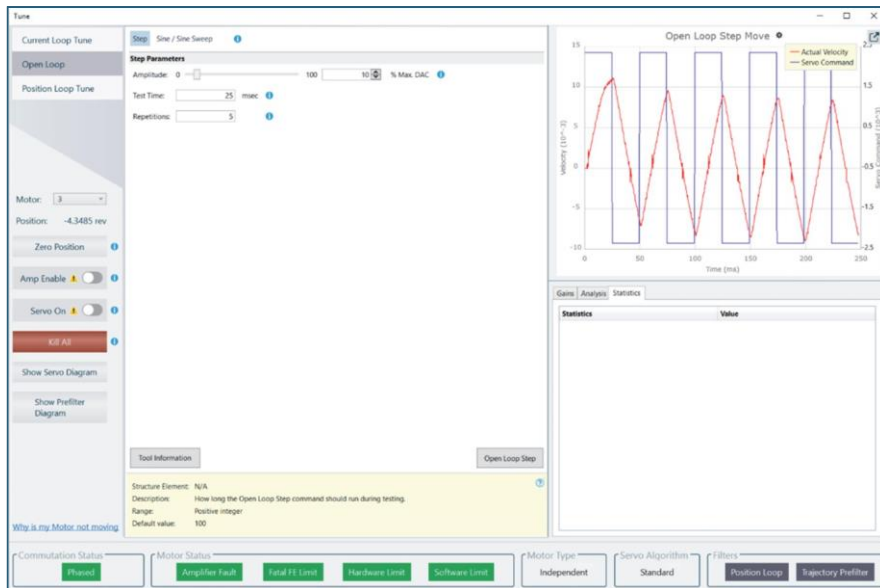 Tune
Current Loop Tune
Open Loop
Position Loop Tune
Motor: 3
Position: -4.3485 rev
Zero Position
Amp Enable
Servo On
Kill All
Show Servo Diagram
Show Prefilter
Diagram
Why is my Motor not moving
Step Sine / Sine Sweep
Step Parameters
Amplitude: 0 100 10 % Max. DAC
Test Time: 25 msec
Repetitions: 5
Tool Information
Open Loop Step
Structure Element: N/A
Description: How long the Open Loop Step command should run during testing.
Range: Positive integer
Default value: 100
Open Loop Step Move
Actual Velocity
Servo Command
15
10
5
0
-5
-10
Velocity (10^-3)
1.5
0.5
-0.5
-1.5
-2.5
Servo Command (10^3)
0 50 100 150 200 250
Time (ms)
Gains Analysis Statistics
Statistics Value
Commutation Status
Phased
Motor Status
Amplifier Fault Fatal FE Limit Hardware Limit Software Limit
Motor Type
Independent
Servo Algorithm
Standard
Filters
Position Loop Trajectory Prefilter